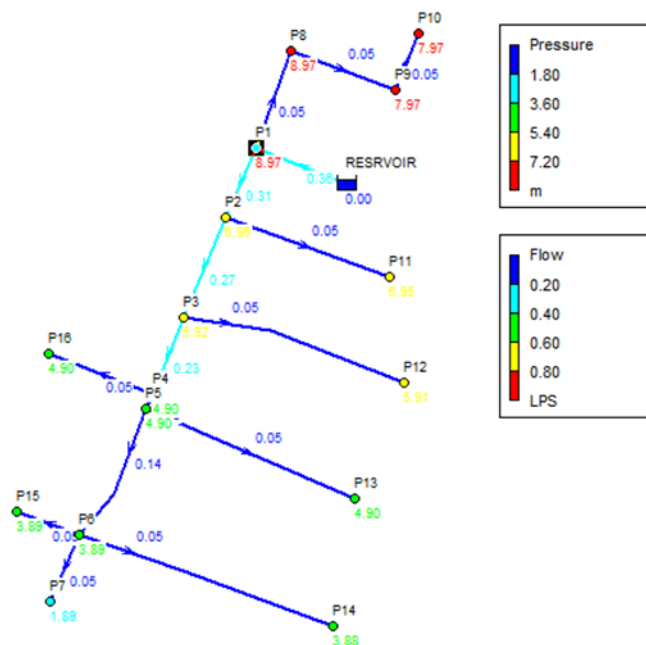 P10
P8
0.05
7.97
8.97
P9
0.05
7.97
0.05
P1
8.97
RESRVOIR
0.36
0.00
0.31
P2
6.96
0.05
P11
6.95
0.27
P3
0.05
5.92
P16
4.90
0.23
P12
5.91
P4
0.05
P5
4.90
4.90
0.05
0.14
P13
4.90
P15
3.89
0.05
P6
3.89
0.05
P7
0.05
1.89
P14
3.88
Pressure
1.80
3.60
5.40
7.20
m
Flow
0.20
0.40
0.60
0.80
LPS